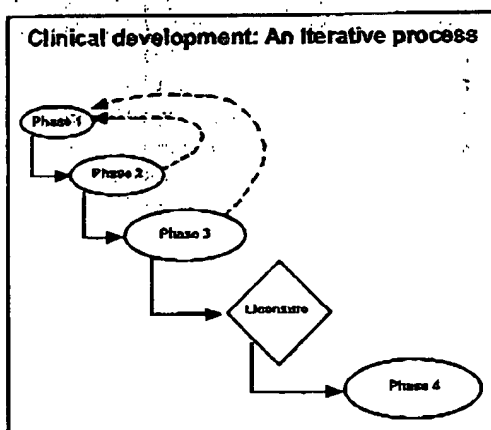 Clinical development: An Iterative process
Phase 1
Phase 2
Phase 3
Licensure
Phase 4